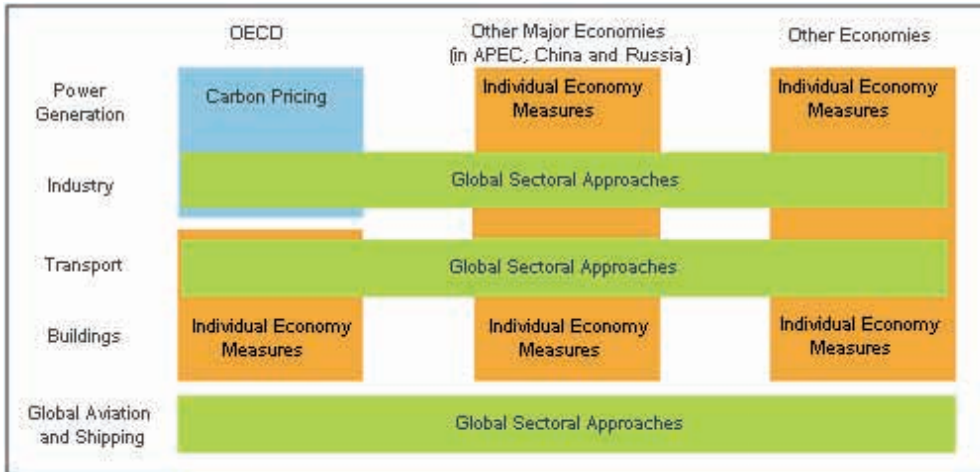 OECD
Other Major Economies
(in APEC, China and Russia)
Other Economies
Power
Generation
Carbon Pricing
Individual Economy
Measures
Individual Economy
Measures
Industry
Global Sectoral Approaches
Transport
Global Sectoral Approaches
Buildings
Individual Economy
Measures
Individual Economy
Measures
Individual Economy
Measures
Global Aviation
and Shipping
Global Sectoral Approaches